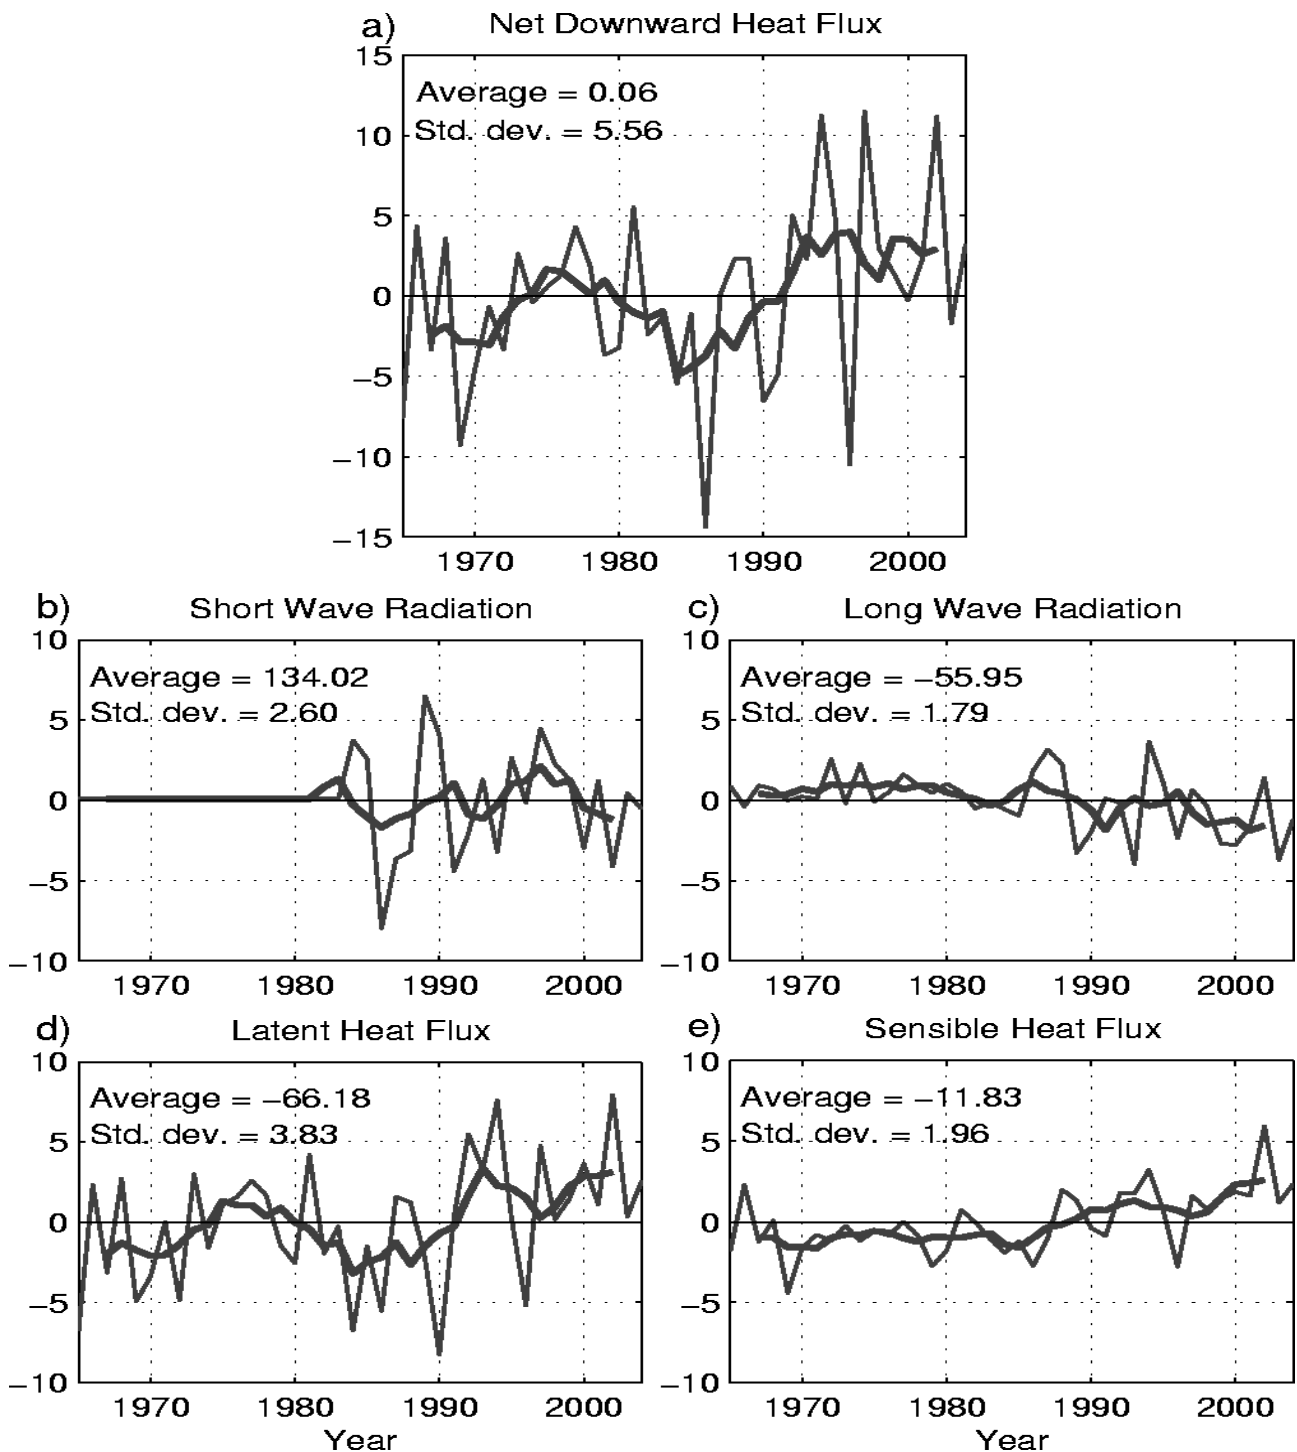 a) Net Downward Heat Flux
Average = 0.06
Std. dev. = 5.56
15
10
5
0
−5
−10
−15
1970 1980 1990 2000
b) Short Wave Radiation
Average = 134.02
Std. dev. = 2.60
10
5
0
−5
−10
1970 1980 1990 2000
c) Long Wave Radiation
Average = −55.95
Std. dev. = 1.79
10
5
0
−5
−10
1970 1980 1990 2000
d) Latent Heat Flux
Average = −66.18
Std. dev. = 3.83
10
5
0
−5
−10
1970 1980 1990 2000
Year
e) Sensible Heat Flux
Average = −11.83
Std. dev. = 1.96
10
5
0
−5
−10
1970 1980 1990 2000
Year